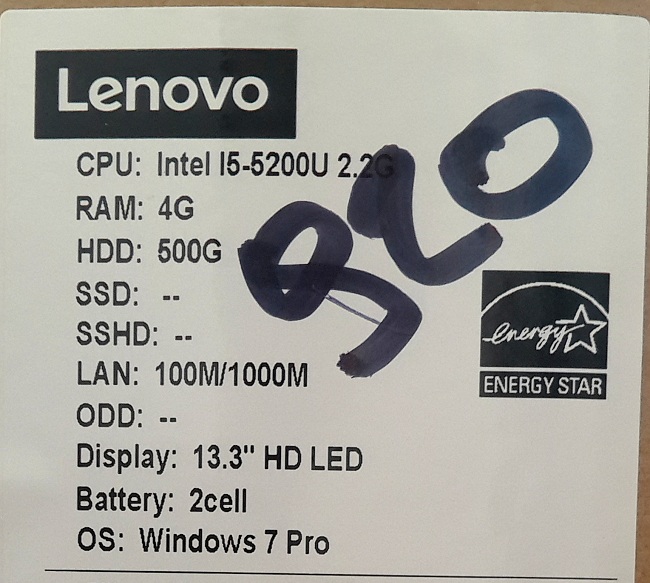 Lenovo
CPU: Intel I5-5200U 2.2G
RAM: 4G
HDD: 500G
SSD: --
SSHD: --
LAN: 100M/1000M
ODD: --
Display: 13.3" HD LED
Battery: 2cell
OS: Windows 7 Pro
920
energy
ENERGY STAR